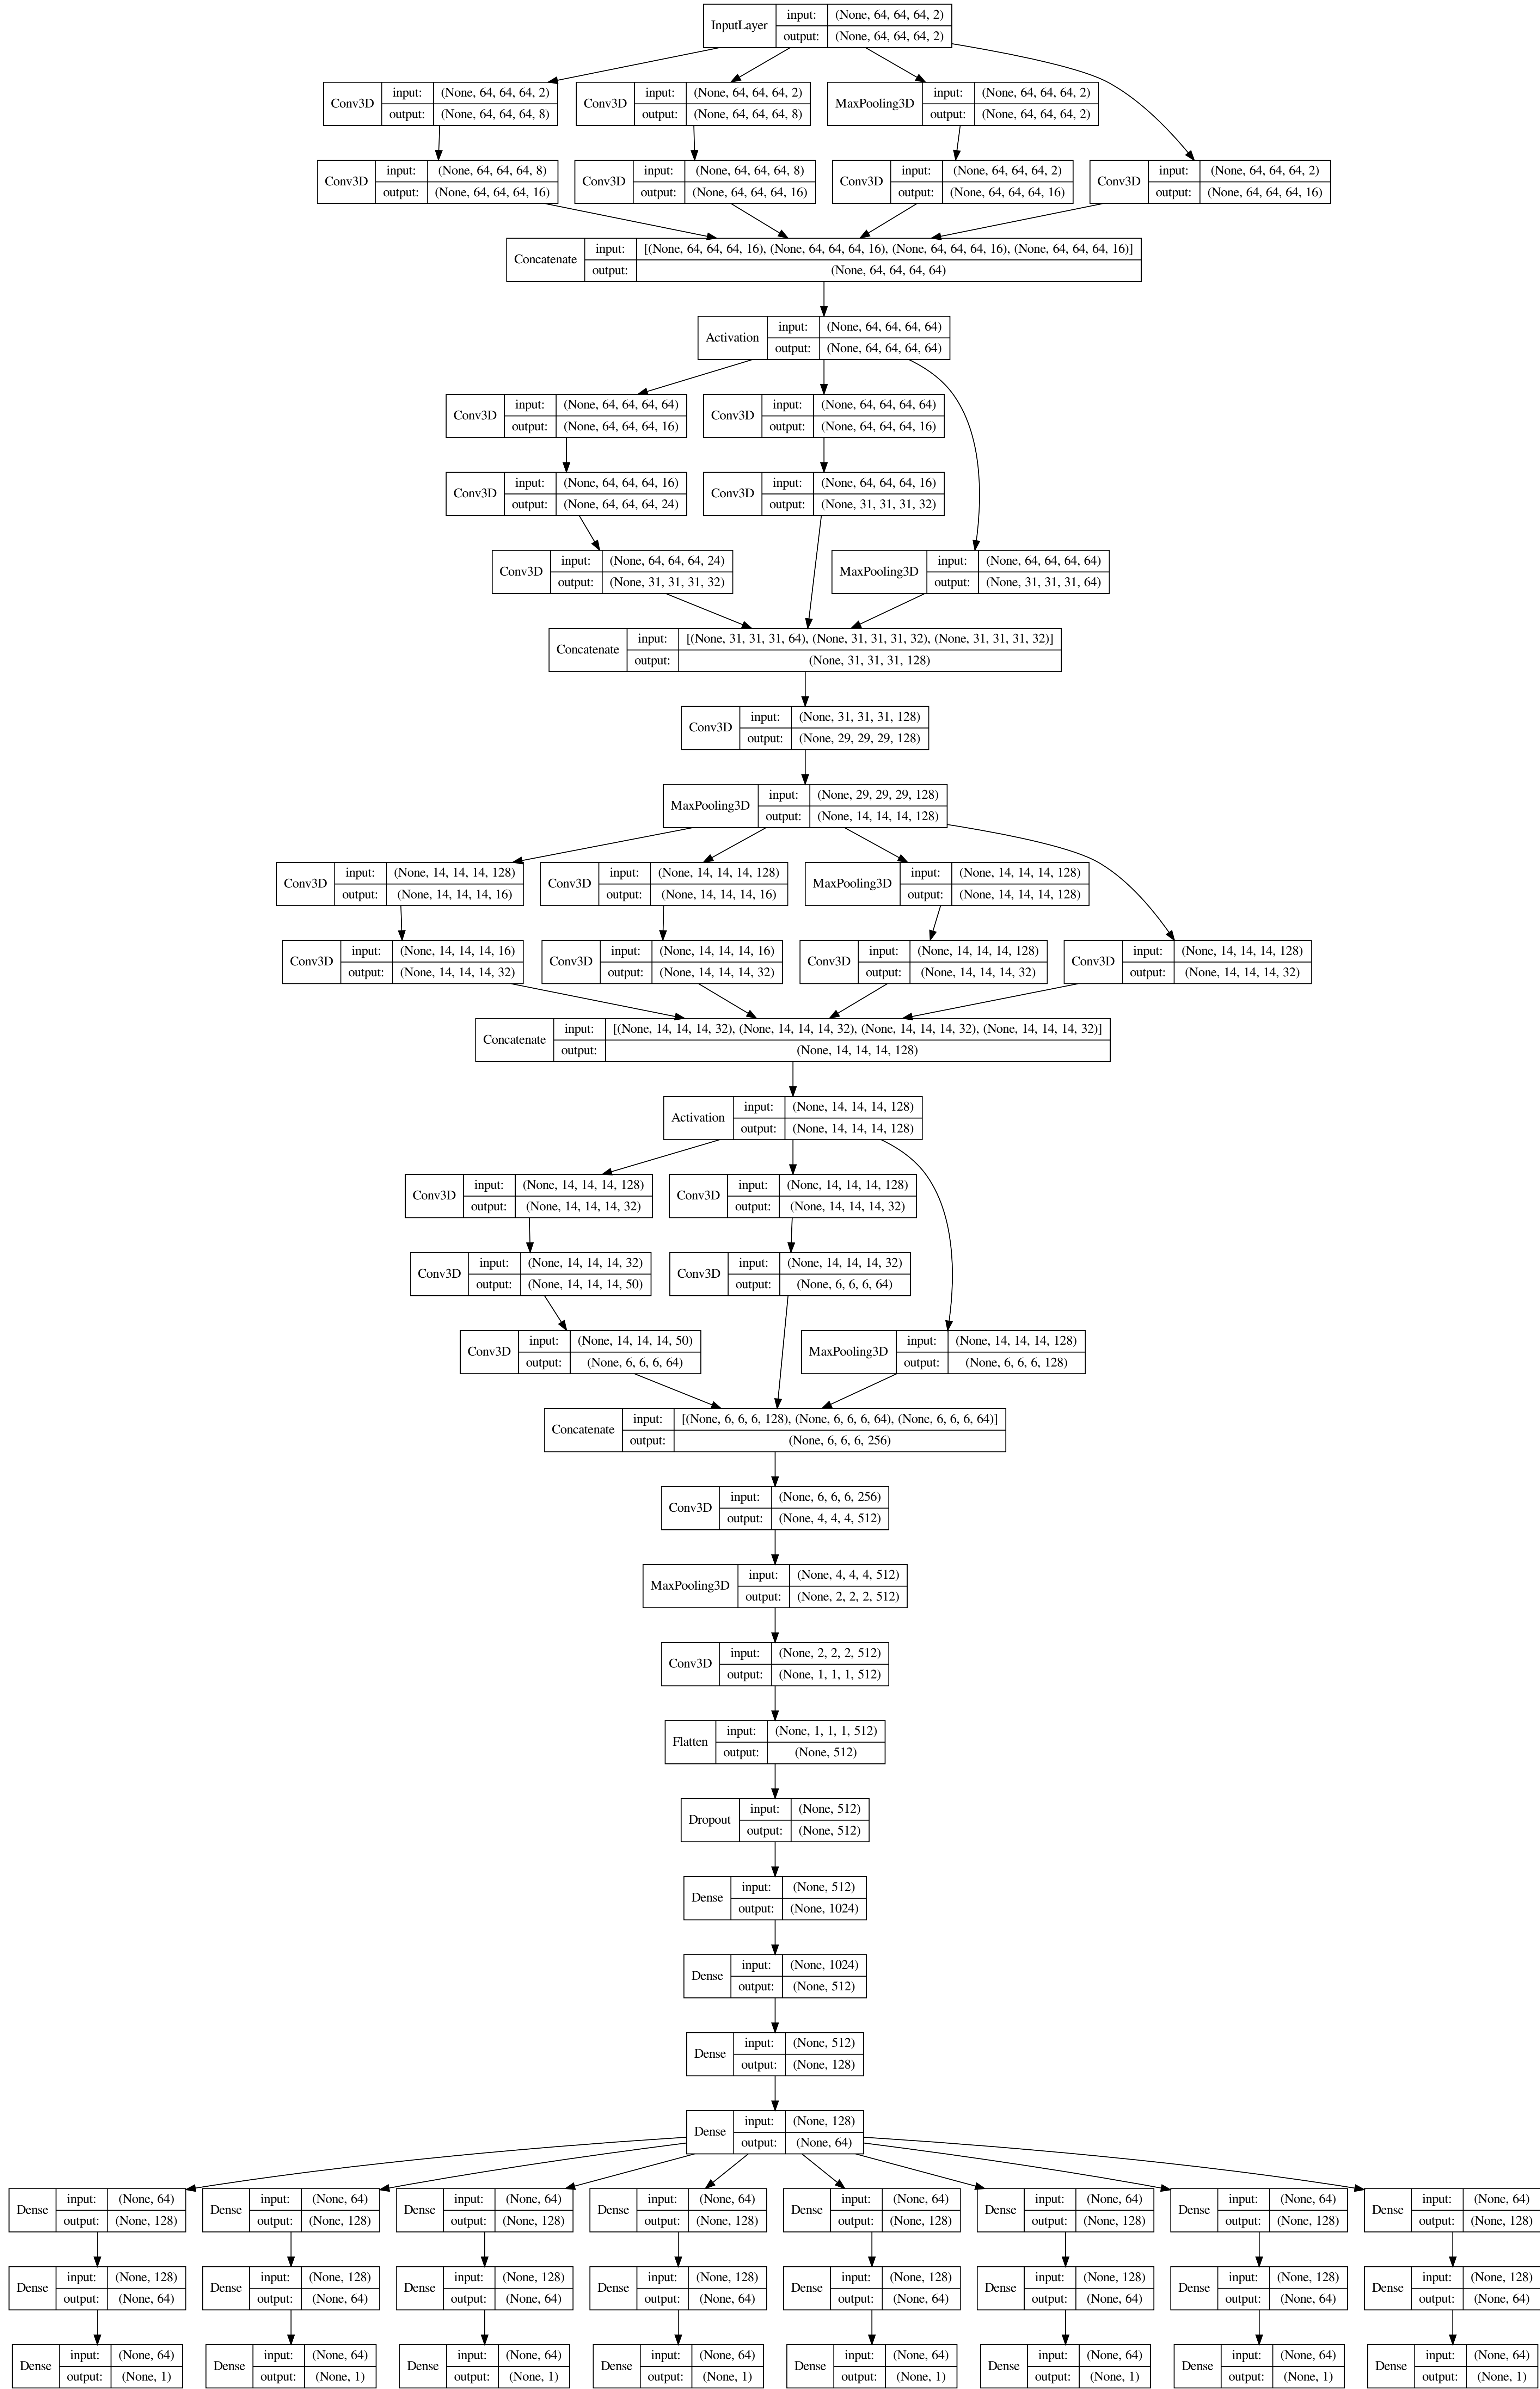 InputLayer input: (None, 64, 64, 64, 2)
output: (None, 64, 64, 64, 2)
Conv3D input: (None, 64, 64, 64, 2)
output: (None, 64, 64, 64, 8)
Conv3D input: (None, 64, 64, 64, 2)
output: (None, 64, 64, 64, 8)
MaxPooling3D input: (None, 64, 64, 64, 2)
output: (None, 64, 64, 64, 2)
Conv3D input: (None, 64, 64, 64, 8)
output: (None, 64, 64, 64, 16)
Conv3D input: (None, 64, 64, 64, 8)
output: (None, 64, 64, 64, 16)
Conv3D input: (None, 64, 64, 64, 2)
output: (None, 64, 64, 64, 16)
Conv3D input: (None, 64, 64, 64, 2)
output: (None, 64, 64, 64, 16)
Concatenate input: [(None, 64, 64, 64, 16), (None, 64, 64, 64, 16), (None, 64, 64, 64, 16), (None, 64, 64, 64, 16)]
output: (None, 64, 64, 64, 64)
Activation input: (None, 64, 64, 64, 64)
output: (None, 64, 64, 64, 64)
Conv3D input: (None, 64, 64, 64, 64)
output: (None, 64, 64, 64, 16)
Conv3D input: (None, 64, 64, 64, 64)
output: (None, 64, 64, 64, 16)
Conv3D input: (None, 64, 64, 64, 16)
output: (None, 64, 64, 64, 24)
Conv3D input: (None, 64, 64, 64, 16)
output: (None, 31, 31, 31, 32)
Conv3D input: (None, 64, 64, 64, 24)
output: (None, 31, 31, 31, 32)
MaxPooling3D input: (None, 64, 64, 64, 64)
output: (None, 31, 31, 31, 64)
Concatenate input: [(None, 31, 31, 31, 64), (None, 31, 31, 31, 32), (None, 31, 31, 31, 32)]
output: (None, 31, 31, 31, 128)
Conv3D input: (None, 31, 31, 31, 128)
output: (None, 29, 29, 29, 128)
MaxPooling3D input: (None, 29, 29, 29, 128)
output: (None, 14, 14, 14, 128)
Conv3D input: (None, 14, 14, 14, 128)
output: (None, 14, 14, 14, 16)
Conv3D input: (None, 14, 14, 14, 128)
output: (None, 14, 14, 14, 16)
MaxPooling3D input: (None, 14, 14, 14, 128)
output: (None, 14, 14, 14, 128)
Conv3D input: (None, 14, 14, 14, 16)
output: (None, 14, 14, 14, 32)
Conv3D input: (None, 14, 14, 14, 16)
output: (None, 14, 14, 14, 32)
Conv3D input: (None, 14, 14, 14, 128)
output: (None, 14, 14, 14, 32)
Conv3D input: (None, 14, 14, 14, 128)
output: (None, 14, 14, 14, 32)
Concatenate input: [(None, 14, 14, 14, 32), (None, 14, 14, 14, 32), (None, 14, 14, 14, 32), (None, 14, 14, 14, 32)]
output: (None, 14, 14, 14, 128)
Activation input: (None, 14, 14, 14, 128)
output: (None, 14, 14, 14, 128)
Conv3D input: (None, 14, 14, 14, 128)
output: (None, 14, 14, 14, 32)
Conv3D input: (None, 14, 14, 14, 128)
output: (None, 14, 14, 14, 32)
Conv3D input: (None, 14, 14, 14, 32)
output: (None, 14, 14, 14, 50)
Conv3D input: (None, 14, 14, 14, 32)
output: (None, 6, 6, 6, 64)
Conv3D input: (None, 14, 14, 14, 50)
output: (None, 6, 6, 6, 64)
MaxPooling3D input: (None, 14, 14, 14, 128)
output: (None, 6, 6, 6, 128)
Concatenate input: [(None, 6, 6, 6, 128), (None, 6, 6, 6, 64), (None, 6, 6, 6, 64)]
output: (None, 6, 6, 6, 256)
Conv3D input: (None, 6, 6, 6, 256)
output: (None, 4, 4, 4, 512)
MaxPooling3D input: (None, 4, 4, 4, 512)
output: (None, 2, 2, 2, 512)
Conv3D input: (None, 2, 2, 2, 512)
output: (None, 1, 1, 1, 512)
Flatten input: (None, 1, 1, 1, 512)
output: (None, 512)
Dropout input: (None, 512)
output: (None, 512)
Dense input: (None, 512)
output: (None, 1024)
Dense input: (None, 1024)
output: (None, 512)
Dense input: (None, 512)
output: (None, 128)
Dense input: (None, 128)
output: (None, 64)
Dense input: (None, 64)
output: (None, 128)
Dense input: (None, 64)
output: (None, 128)
Dense input: (None, 64)
output: (None, 128)
Dense input: (None, 64)
output: (None, 128)
Dense input: (None, 64)
output: (None, 128)
Dense input: (None, 64)
output: (None, 128)
Dense input: (None, 64)
output: (None, 128)
Dense input: (None, 64)
output: (None, 128)
Dense input: (None, 128)
output: (None, 64)
Dense input: (None, 128)
output: (None, 64)
Dense input: (None, 128)
output: (None, 64)
Dense input: (None, 128)
output: (None, 64)
Dense input: (None, 128)
output: (None, 64)
Dense input: (None, 128)
output: (None, 64)
Dense input: (None, 128)
output: (None, 64)
Dense input: (None, 128)
output: (None, 64)
Dense input: (None, 64)
output: (None, 1)
Dense input: (None, 64)
output: (None, 1)
Dense input: (None, 64)
output: (None, 1)
Dense input: (None, 64)
output: (None, 1)
Dense input: (None, 64)
output: (None, 1)
Dense input: (None, 64)
output: (None, 1)
Dense input: (None, 64)
output: (None, 1)
Dense input: (None, 64)
output: (None, 1)